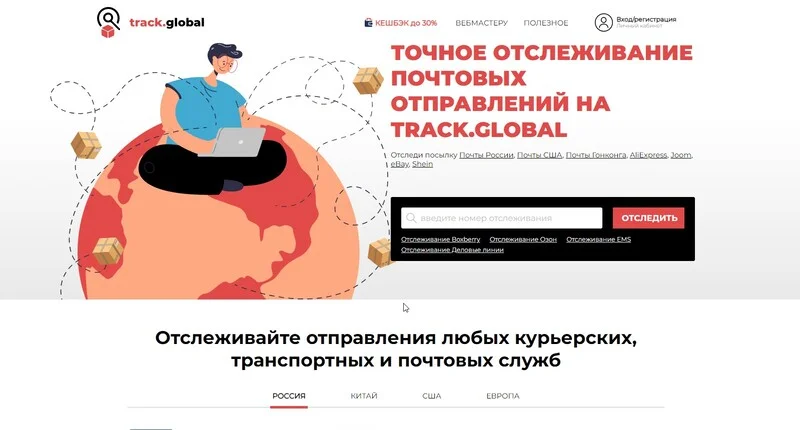 track.global
КЕШБЭК до 30%
ВЕБМАСТЕРУ
ПОЛЕЗНОЕ
Вход/регистрация
Личный кабинет
ТОЧНОЕ ОТСЛЕЖИВАНИЕ
ПОЧТОВЫХ
ОТПРАВЛЕНИЙ НА
TRACK.GLOBAL
Отследи посылку Почты России, Почты США, Почты Гонконга, AliExpress, Joom,
eBay, Shein
введите номер отслеживания
ОТСЛЕДИТЬ
Отслеживание Boxberry
Отслеживание Озон
Отслеживание EMS
Отслеживание Деловые линии
Отслеживайте отправления любых курьерских,
транспортных и почтовых служб
РОССИЯ
КИТАЙ
США
ЕВРОПА